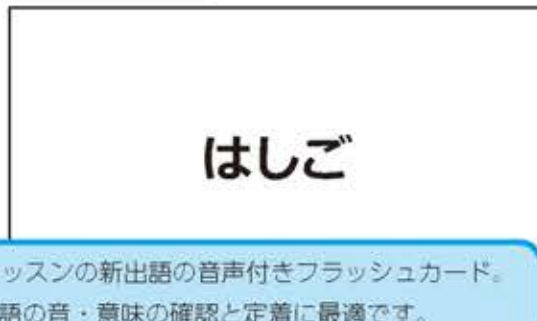 はしご
ッスンの新出語の音声付きフラッシュカード。
語の音・意味の確認と定着に最適です。